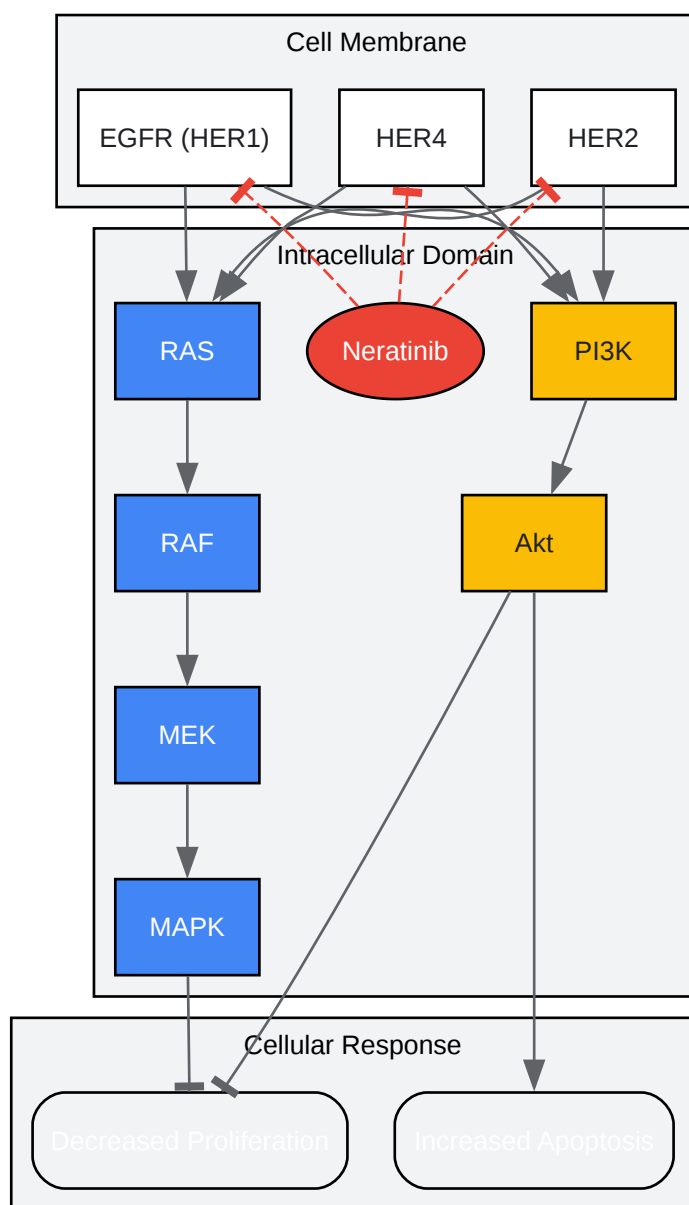 Cell Membrane
EGFR (HER1)
HER4
HER2
Intracellular Domain
RAS
Neratinib
PI3K
RAF
Akt
MEK
MAPK
Cellular Response
Decreased Proliferation
Increased Apoptosis